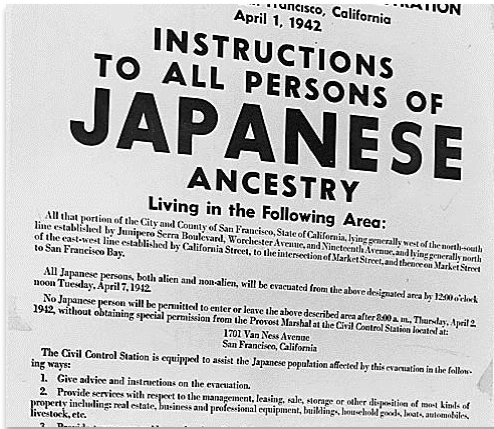 Francisco, California
April 1, 1942
INSTRUCTIONS
TO ALL PERSONS OF
JAPANESE
ANCESTRY
Living in the Following Area:
All that portion of the City and County of San Francisco, State of California, lying generally west of the north-south
line established by Junipero Serra Boulevard, Worchester Avenue, and Nineteenth Avenue, and lying generally north
of the east-west line established by California Street, to the intersection of Market Street, and thence on Market Street
to San Francisco Bay.
All Japanese persons, both alien and non-alien, will be evacuated from the above designated area by 12:00 o'clock
noon Tuesday, April 7, 1942.
No Japanese person will be permitted to enter or leave the above described area after 8:00 a. m., Thursday, April 2,
1942, without obtaining special permission from the Provost Marshal at the Civil Control Station located at:
1701 Van Ness Avenue
San Francisco, California
The Civil Control Station is equipped to assist the Japanese population affected by this evacuation in the follow-
ing ways:
1. Give advice and instructions on the evacuation.
2. Provide services with respect to the management, leasing, sale, storage or other disposition of most kinds of
property including: real estate, business and professional equipment, buildings, household goods, boats, automobiles,
livestock, etc.